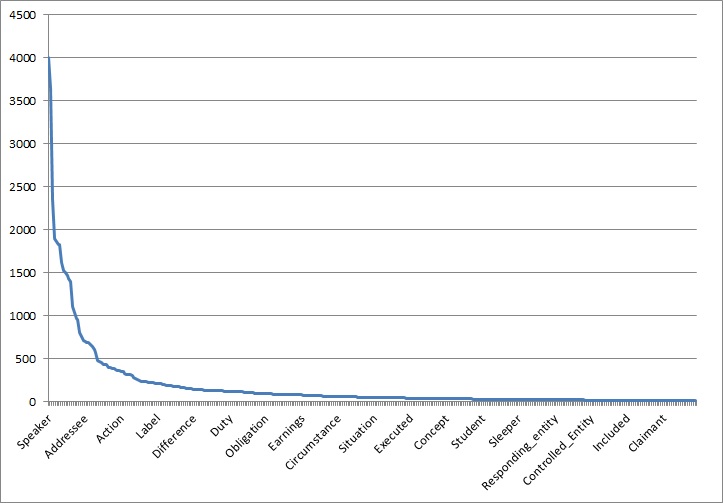 4500
4000
3500
3000
2500
2000
1500
1000
500
0
Speaker
Addressee
Action
Label
Difference
Duty
Obligation
Earnings
Circumstance
Situation
Executed
Concept
Student
Sleeper
Responding_entity
Controlled_Entity
Included
Claimant